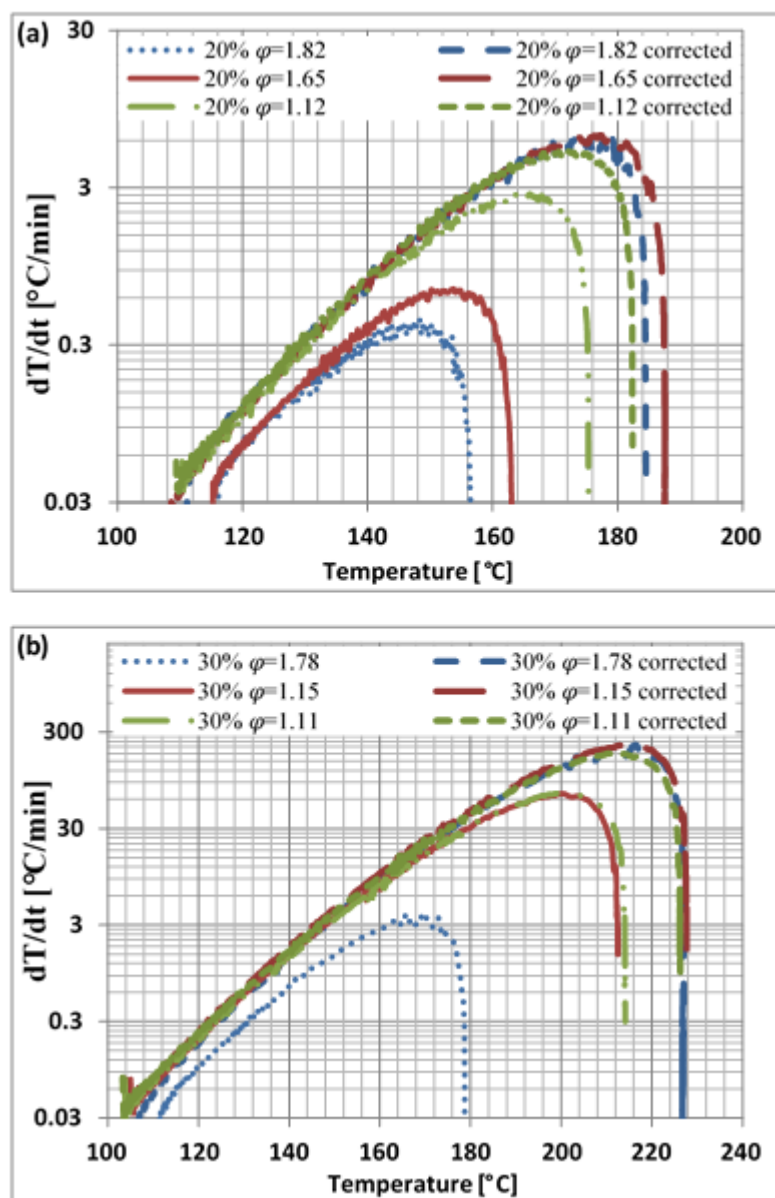 (a)
30
20% φ=1.82
20% φ=1.82 corrected
20% φ=1.65
20% φ=1.65 corrected
20% φ=1.12
20% φ=1.12 corrected
3
0.3
0.03
dT/dt [°C/min]
100 120 140 160 180 200
Temperature [°C]
(b)
30% φ=1.78
30% φ=1.78 corrected
30% φ=1.15
30% φ=1.15 corrected
30% φ=1.11
30% φ=1.11 corrected
300
30
3
0.3
0.03
dT/dt [°C/min]
100 120 140 160 180 200 220 240
Temperature [°C]